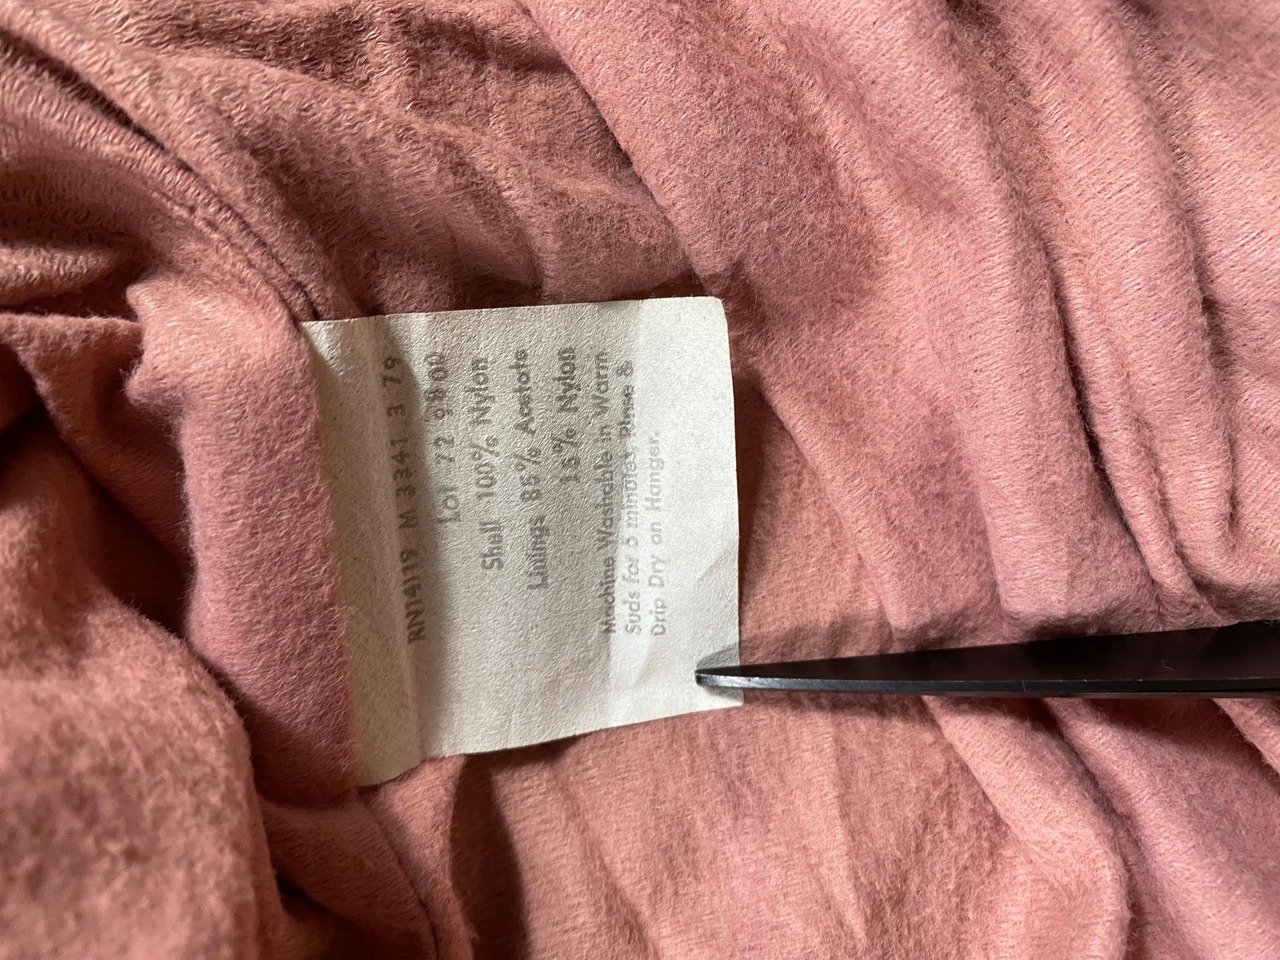 RN14119 M 3341 3 79
Lot 72 9800
Shell 100% Nylon
Linings 85% Acetate
15% Nylon
Machine Washable in Warm
Suds for 5 minutes Rinse &
Drip Dry on Hanger.